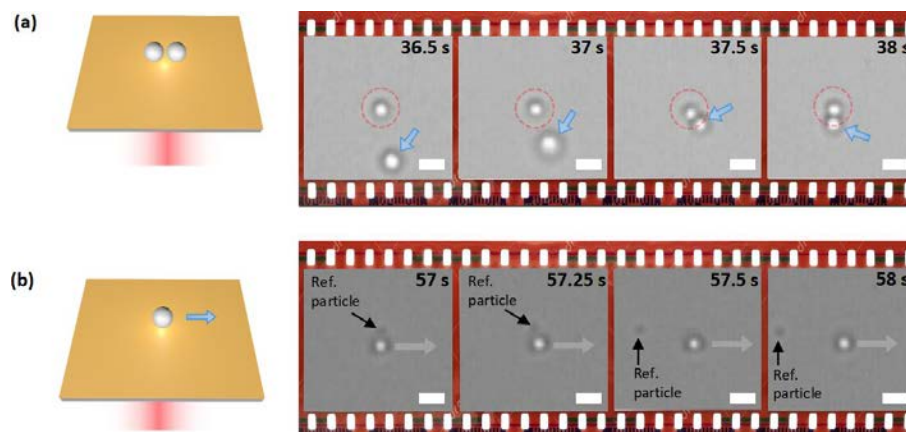 (a)
36.5 s
37 s
37.5 s
38 s
(b)
57 s
57.25 s
57.5 s
58 s
Ref.
particle
Ref.
particle
Ref.
particle
Ref.
particle